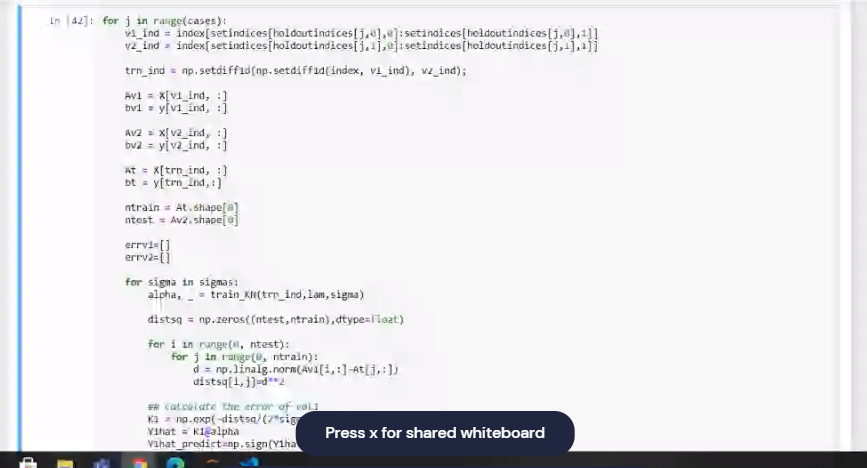 In [42]: for j in range(cases):
v1_ind = index[setindices[holdoutindices[j,0],0]:setindices[holdoutindices[j,0],1]]
v2_ind = index[setindices[holdoutindices[j,1],0]:setindices[holdoutindices[j,1],1]]
trn_ind = np.setdiff1d(np.setdiff1d(index, v1_ind), v2_ind);
Av1 = X[v1_ind, :]
bv1 = y[v1_ind, :]
Av2 = X[v2_ind, :]
bv2 = y[v2_ind, :]
At = X[trn_ind, :]
bt = y[trn_ind,:]
ntrain = At.shape[0]
ntest = Av2.shape[0]
errv1=[]
errv2=[]
for sigma in sigmas:
alpha, _ = train_KN(trn_ind,lam,sigma)
distsq = np.zeros((ntest,ntrain),dtype=float)
for i in range(0, ntest):
for j in range(0, ntrain):
d = np.linalg.norm(Av1[i,:]-At[j,:])
distsq[i,j]=d**2
## calculate the error of val1
K1 = np.exp(-distsq/(2*sigm
Y1hat = K1@alpha
Y1hat_predict=np.sign(Y1ha
Press x for shared whiteboard